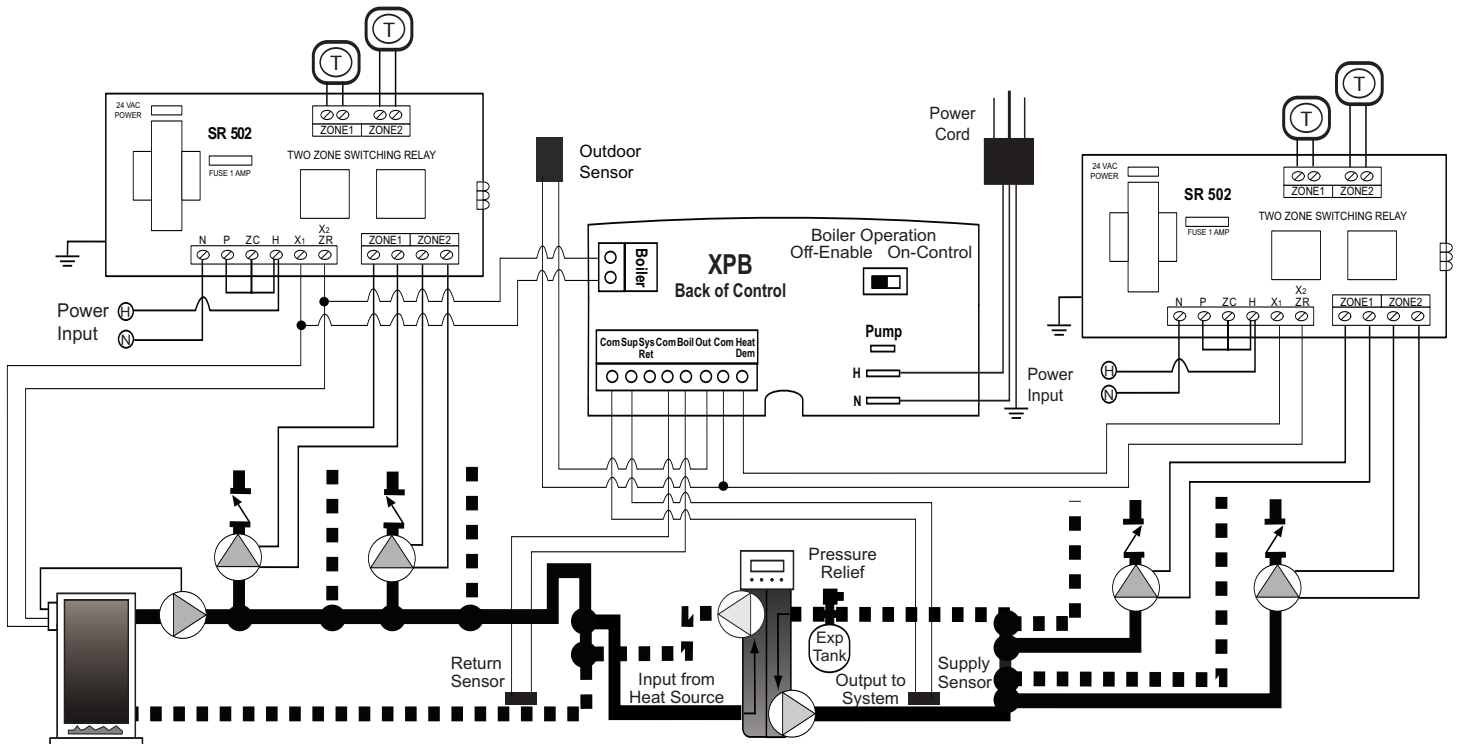 T
T
24 VAC
POWER
SR 502
FUSE 1 AMP
ZONE1 ZONE2
TWO ZONE SWITCHING RELAY
N P ZC H X1 X2
ZR
ZONE1 ZONE2
Power
Input
H
N
Outdoor
Sensor
Power
Cord
Boiler
XPB
Back of Control
Boiler Operation
Off-Enable On-Control
Pump
H
N
Com Sup Sys Com Boil Out Com Heat
Ret Dem
T
T
24 VAC
POWER
SR 502
FUSE 1 AMP
ZONE1 ZONE2
TWO ZONE SWITCHING RELAY
N P ZC H X1 X2
ZR
ZONE1 ZONE2
Power
Input
H
N
Return
Sensor
Input from
Heat Source
Pressure
Relief
Exp
Tank
Output to
System
Supply
Sensor